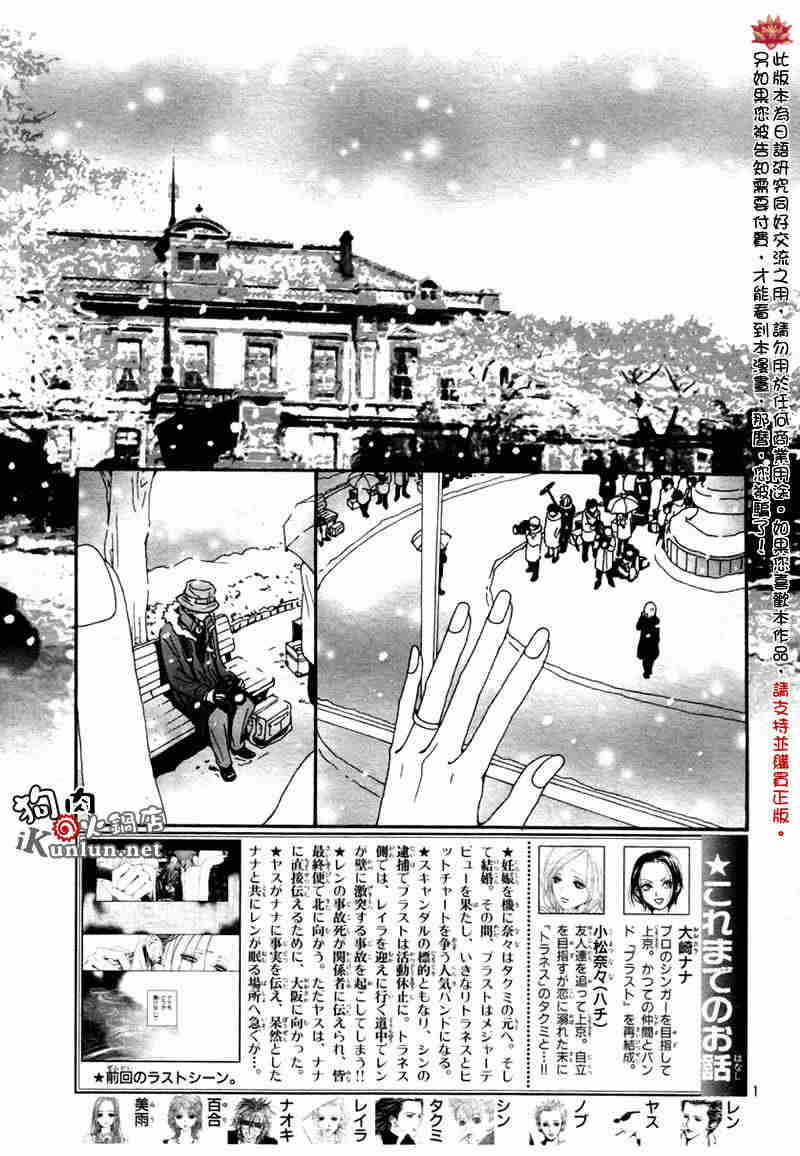 此版本為日語研究同好交流之用，請勿用於任何商業用途。如果您喜歡本作品，請支持並購買正版。
另如果您被告知需要付費，才能看到本漫畫，那麼，您被騙了！
★これまでのお話
大崎ナナ
プロのシンガーを目指して
上京。かつての仲間とバン
ド「ブラスト」を再結成。
小松奈々(ハチ)
友人達を追って上京。自立
を目指すが恋に溺れた末に
「トラネス」のタクミと…!!
★妊娠を機に奈々はタクミの元へ。そし
て結婚。その間、ブラストはメジャーデ
ビューを果たし、いきなりトラネスとヒ
ットチャートを争う人気バンドになる。
★スキャンダルの標的ともなり、シンの
逮捕でブラストは活動休止に。トラネス
側では、レイラを迎えに行く道中でレン
が壁に激突する事故を起こしてしまう!!
★レンの事故死が関係者に伝えられ、皆
最終便で北に向かう。ただヤスは、ナナ
に直接伝えるために、大阪に向かった。
★ヤスがナナに事実を伝え、呆然とした
ナナと共にレンが眠る場所へ急ぐが…。
★前回のラストシーン。
狗肉
火鍋店
iKunlun.net
1
レン
ヤス
ノブ
シン
タクミ
レイラ
ナオキ
百合
美雨